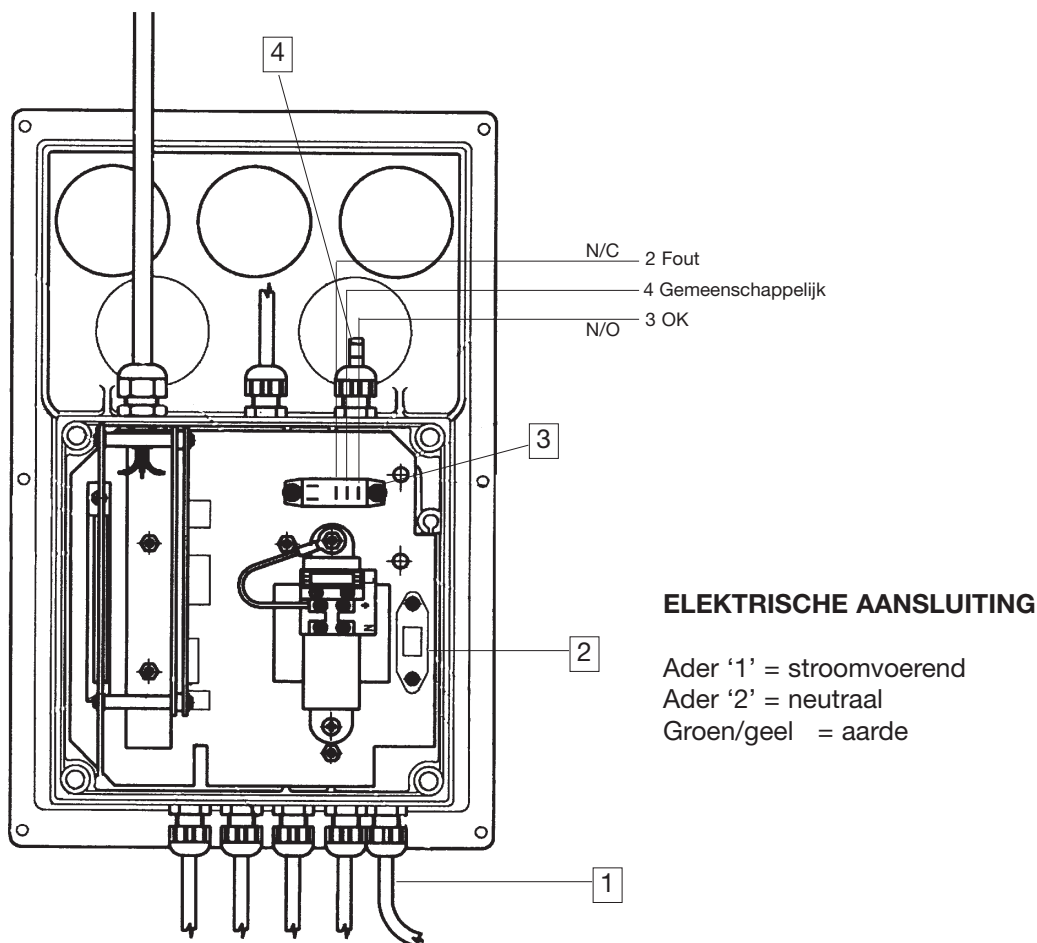 4
N/C 2 Fout
4 Gemeenschappelijk
N/O 3 OK
3
L
N
2
ELEKTRISCHE AANSLUITING
Ader ‘1’ = stroomvoerend
Ader ‘2’ = neutraal
Groen/geel = aarde
1